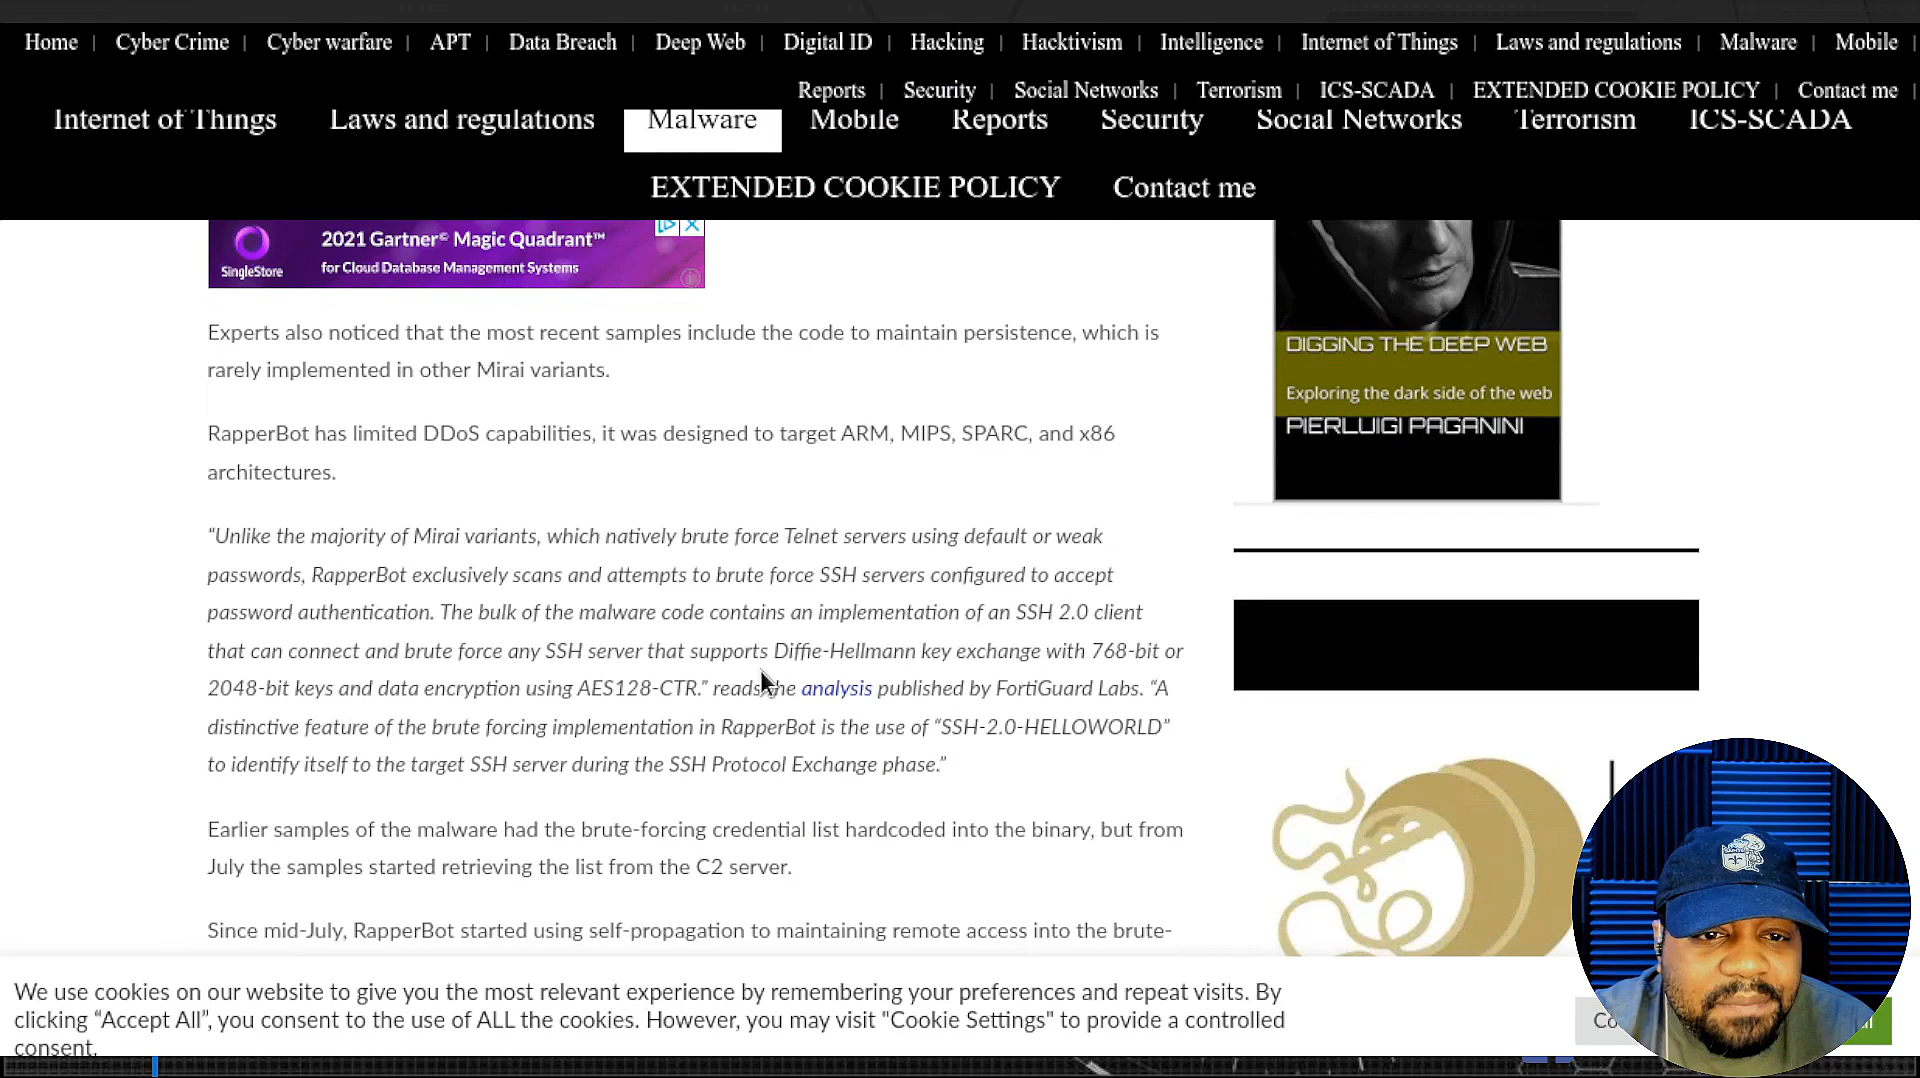 Home | Cyber Crime | Cyber warfare | APT | Data Breach | Deep Web | Digital ID | Hacking | Hacktivism | Intelligence | Internet of Things | Laws and regulations | Malware | Mobile |
Reports | Security | Social Networks | Terrorism | ICS-SCADA | EXTENDED COOKIE POLICY | Contact me |
Internet of Things Laws and regulations Malware Mobile Reports Security Social Networks Terrorism ICS-SCADA
EXTENDED COOKIE POLICY Contact me
2021 Gartner® Magic Quadrant™
for Cloud Database Management Systems
SingleStore
Experts also noticed that the most recent samples include the code to maintain persistence, which is
rarely implemented in other Mirai variants.
RapperBot has limited DDoS capabilities, it was designed to target ARM, MIPS, SPARC, and x86
architectures.
“Unlike the majority of Mirai variants, which natively brute force Telnet servers using default or weak
passwords, RapperBot exclusively scans and attempts to brute force SSH servers configured to accept
password authentication. The bulk of the malware code contains an implementation of an SSH 2.0 client
that can connect and brute force any SSH server that supports Diffie-Hellmann key exchange with 768-bit or
2048-bit keys and data encryption using AES128-CTR.” reads the analysis published by FortiGuard Labs. “A
distinctive feature of the brute forcing implementation in RapperBot is the use of “SSH-2.0-HELLOWORLD”
to identify itself to the target SSH server during the SSH Protocol Exchange phase.”
Earlier samples of the malware had the brute-forcing credential list hardcoded into the binary, but from
July the samples started retrieving the list from the C2 server.
Since mid-July, RapperBot started using self-propagation to maintaining remote access into the brute-
DIGGING THE DEEP WEB
Exploring the dark side of the web
PIERLUIGI PAGANINI
We use cookies on our website to give you the most relevant experience by remembering your preferences and repeat visits. By
clicking “Accept All”, you consent to the use of ALL the cookies. However, you may visit "Cookie Settings" to provide a controlled
consent.